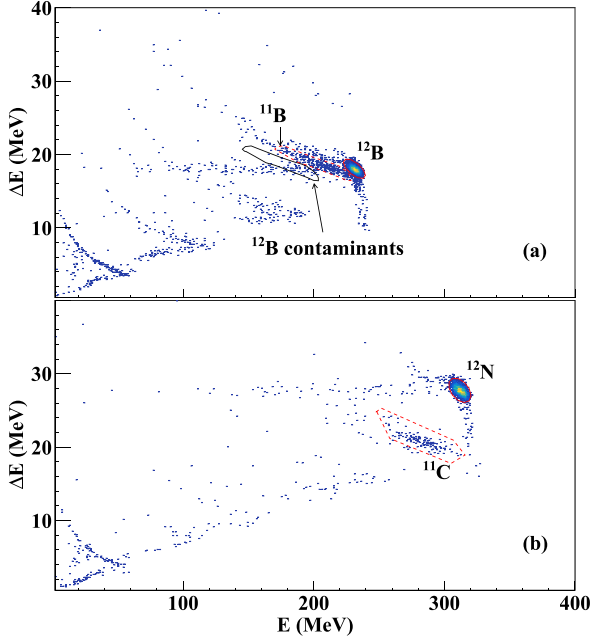 40
30
20
10
ΔE (MeV)
¹¹B
¹²B
¹²B contaminants
(a)
30
20
10
ΔE (MeV)
¹²N
¹¹C
(b)
100 200 300 400
E (MeV)